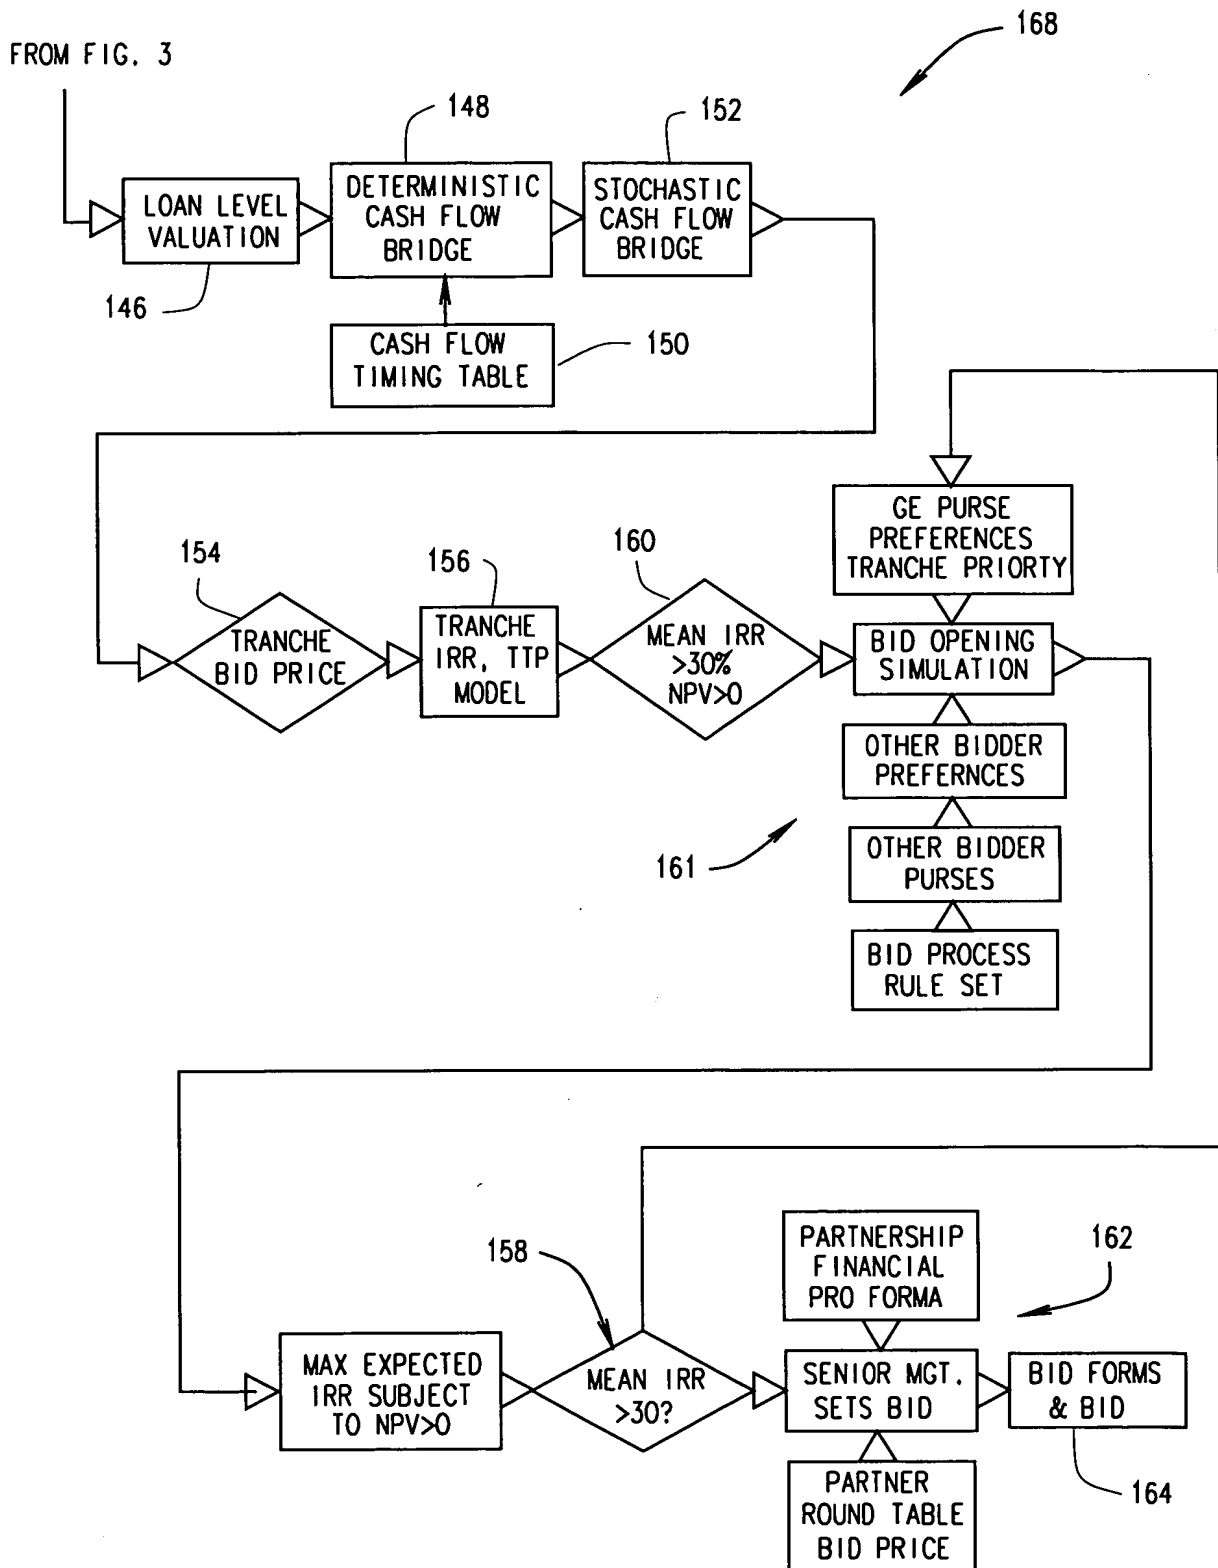 168
FROM FIG. 3
148
152
LOAN LEVEL
VALUATION
DETERMINISTIC
CASH FLOW
BRIDGE
STOCHASTIC
CASH FLOW
BRIDGE
146
CASH FLOW
TIMING TABLE
150
GE PURSE
PREFERENCES
TRANCHE PRIORTY
154
156
160
TRANCHE
BID PRICE
TRANCHE
IRR, TTP
MODEL
MEAN IRR
>30%
NPV>0
BID OPENING
SIMULATION
OTHER BIDDER
PREFERNCES
161
OTHER BIDDER
PURSES
BID PROCESS
RULE SET
158
PARTNERSHIP
FINANCIAL
PRO FORMA
162
MAX EXPECTED
IRR SUBJECT
TO NPV>0
MEAN IRR
>30?
SENIOR MGT.
SETS BID
BID FORMS
& BID
PARTNER
ROUND TABLE
BID PRICE
164